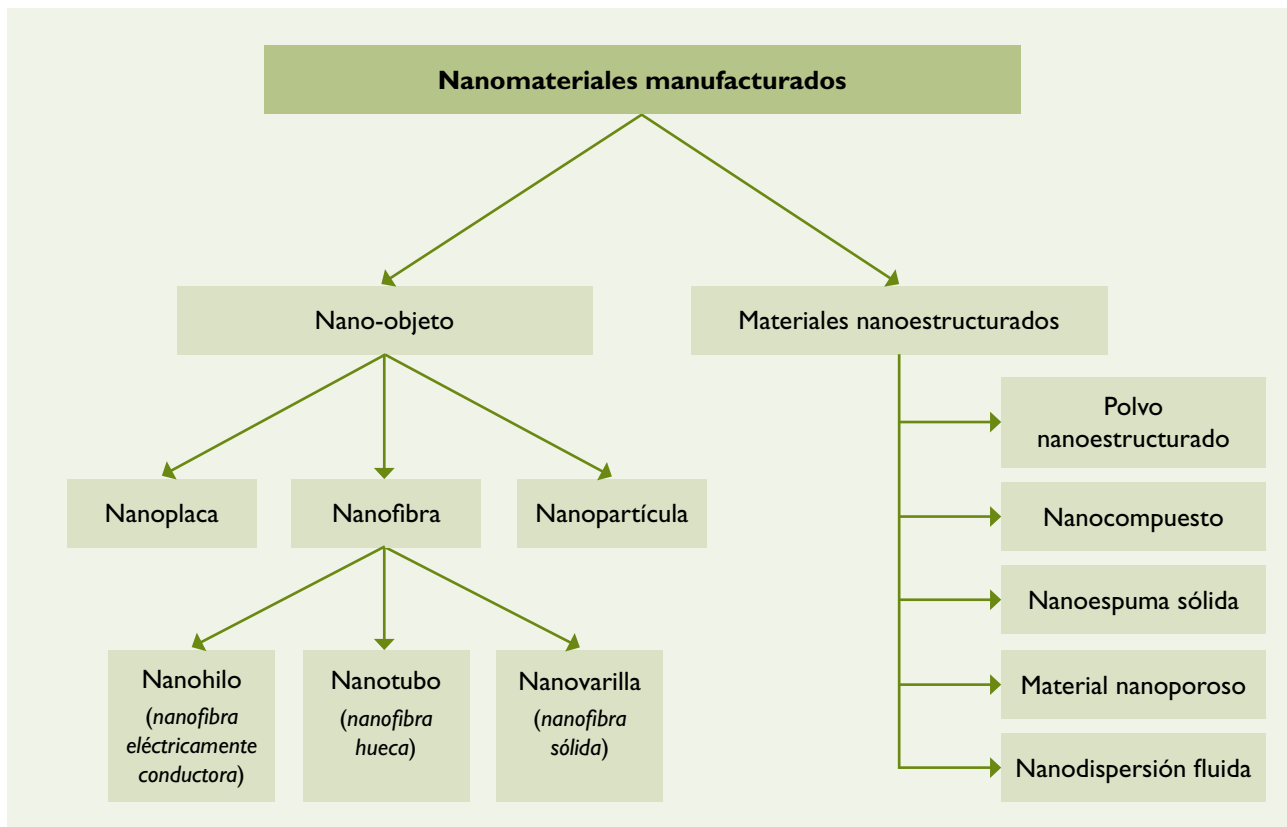 Nanomateriales manufacturados
Nano-objeto
Materiales nanoestructurados
Polvo
nanoestructurado
Nanoplaca
Nanofibra
Nanopartícula
Nanocompuesto
Nanoespuma sólida
Nanohilo
(nanofibra
eléctricamente
conductora)
Nanotubo
(nanofibra
hueca)
Nanovarilla
(nanofibra
sólida)
Material nanoporoso
Nanodispersión fluida